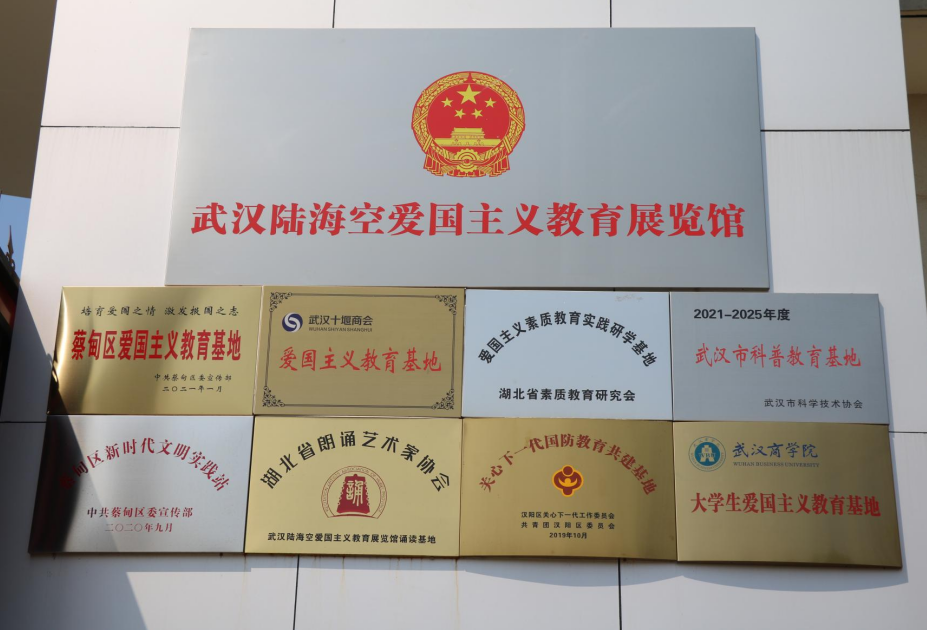 武汉陆海空爱国主义教育展览馆
培育爱国之情 激发报国之志
蔡甸区爱国主义教育基地
中共蔡甸区委宣传部
二〇二一年一月
武汉十堰商会
WUHAN SHIYAN SHANGHUI
爱国主义教育基地
爱国主义素质教育实践研学基地
湖北省素质教育研究会
2021–2025年度
武汉市科普教育基地
武汉市科学技术协会
甸区新时代文明实践站
中共蔡甸区委宣传部
二〇二〇年九月
湖北省朗诵艺术家协会
誦
武汉陆海空爱国主义教育展览馆诵读基地
关心下一代国防教育共建基地
汉阳区关心下一代工作委员会
共青团汉阳区委员会
2019年10月
武汉商学院
WUHAN BUSINESS UNIVERSITY
大学生爱国主义教育基地